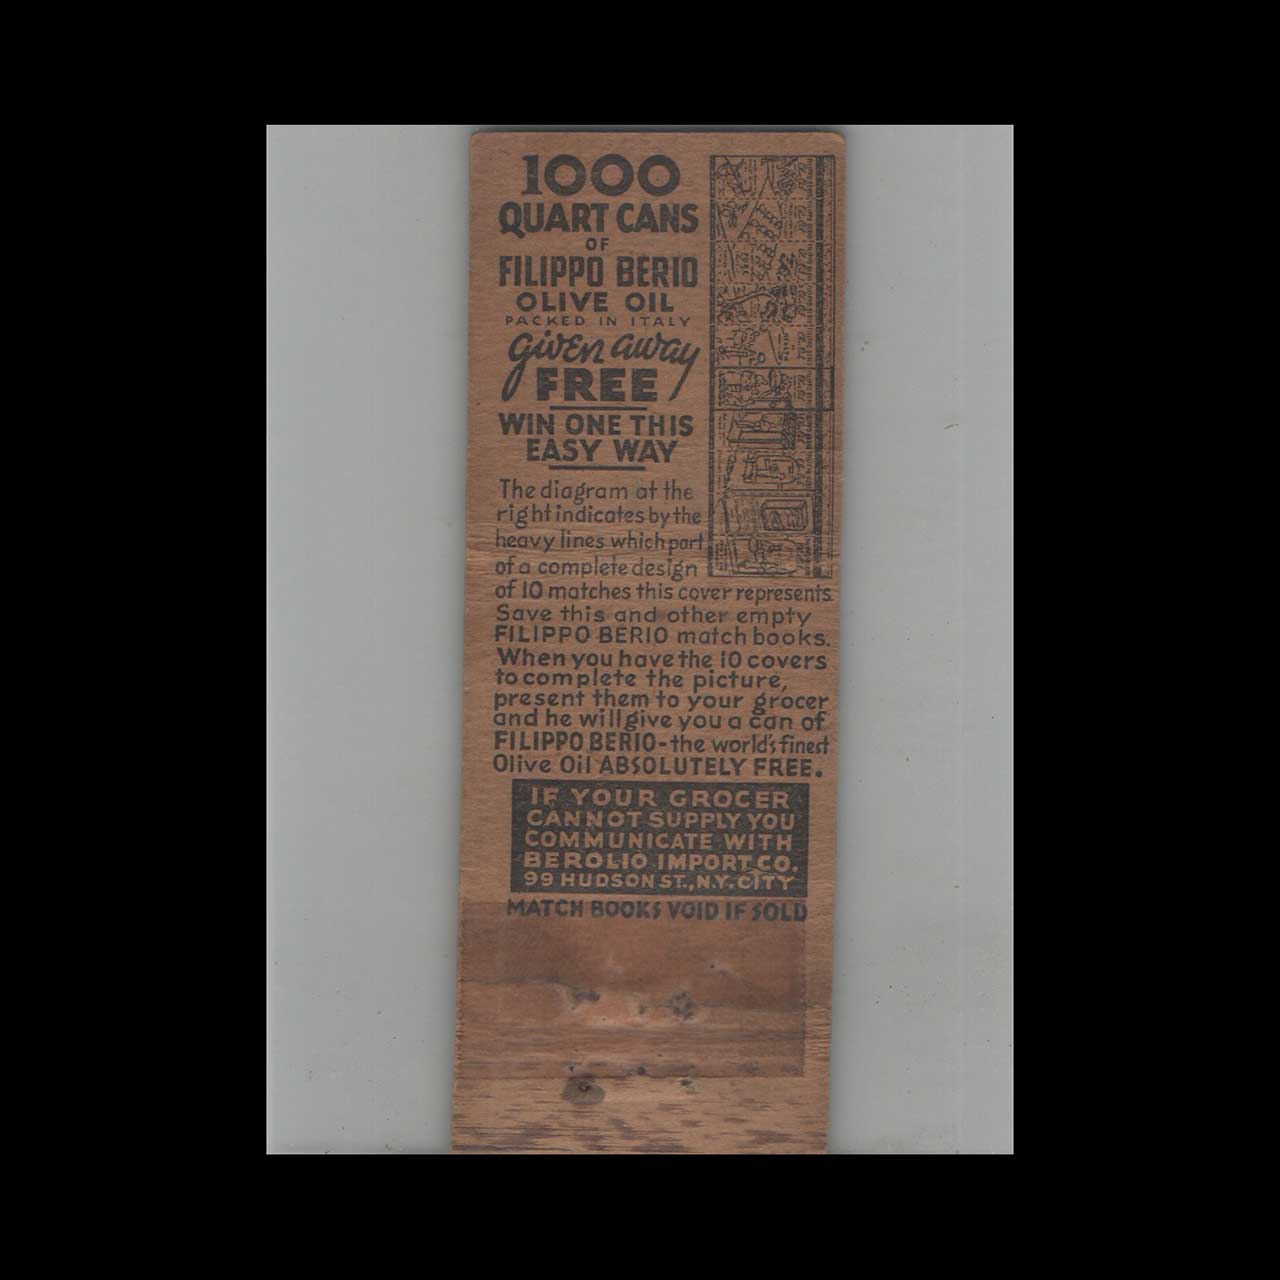 1000
QUART CANS
OF
FILIPPO BERIO
OLIVE OIL
PACKED IN ITALY
given away
FREE
WIN ONE THIS
EASY WAY
The diagram at the
right indicates by the
heavy lines which part
of a complete design
of 10 matches this cover represents.
Save this and other empty
FILIPPO BERIO match books.
When you have the 10 covers
to complete the picture,
present them to your grocer
and he will give you a can of
FILIPPO BERIO-the world's finest
Olive Oil ABSOLUTELY FREE.
IF YOUR GROCER
CANNOT SUPPLY YOU
COMMUNICATE WITH
BEROLIO IMPORT CO.
99 HUDSON ST., N.Y. CITY
MATCH BOOKS VOID IF SOLD